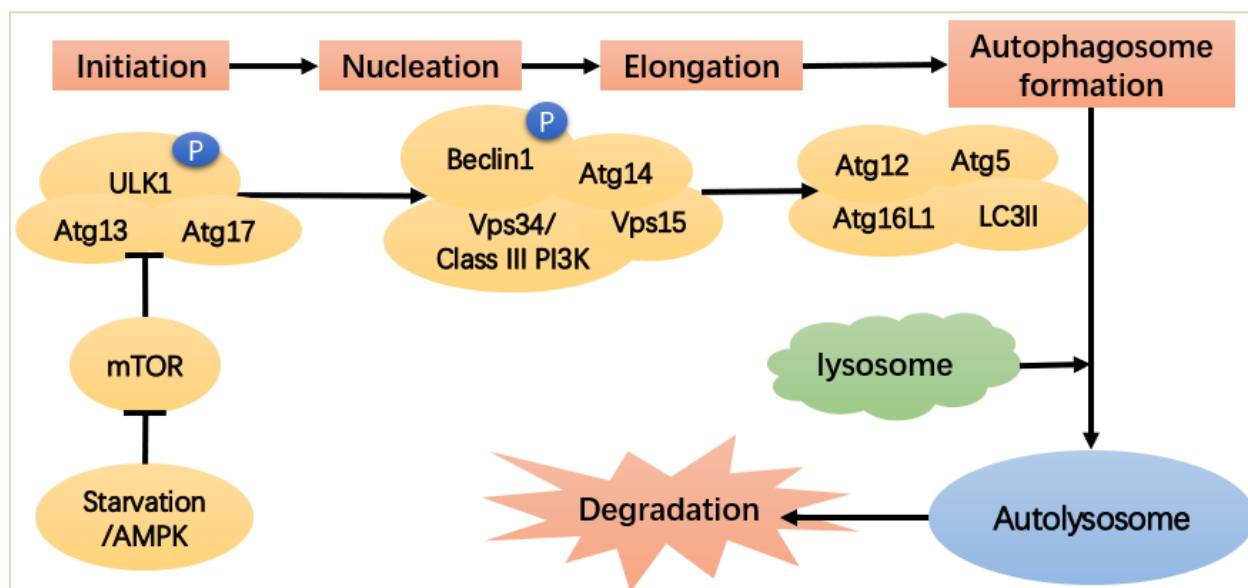 Initiation
Nucleation
Elongation
Autophagosome
formation
P
ULK1
Atg13
Atg17
P
Beclin1
Atg14
Vps34/
Class III PI3K
Vps15
Atg12
Atg5
Atg16L1
LC3II
mTOR
lysosome
Starvation
/AMPK
Degradation
Autolysosome